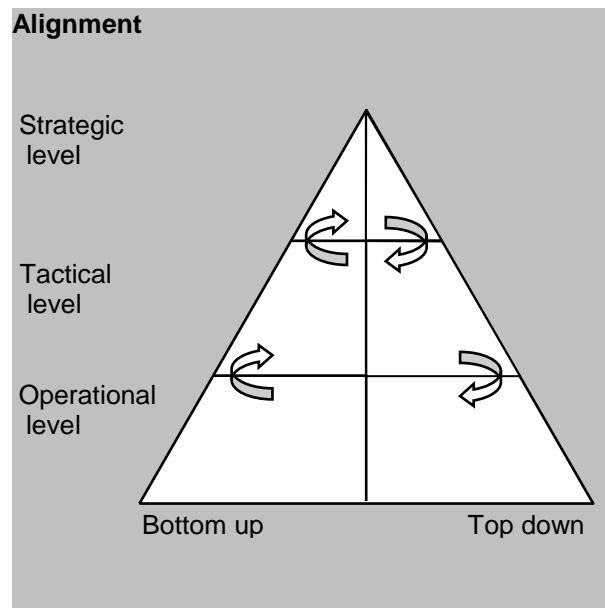 Alignment
Strategic
level
Tactical
level
Operational
level
Bottom up
Top down